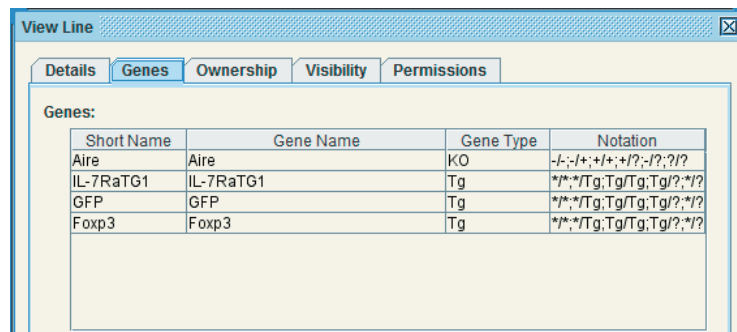 View Line
Details Genes Ownership Visibility Permissions
Genes:
Short Name Gene Name Gene Type Notation
Aire Aire KO -/-;-/+;+/+;+/?;-/?;?/?
IL-7RaTG1 IL-7RaTG1 Tg */*;*/Tg;Tg/Tg;Tg/?;*/?
GFP GFP Tg */*;*/Tg;Tg/Tg;Tg/?;*/?
Foxp3 Foxp3 Tg */*;*/Tg;Tg/Tg;Tg/?;*/?